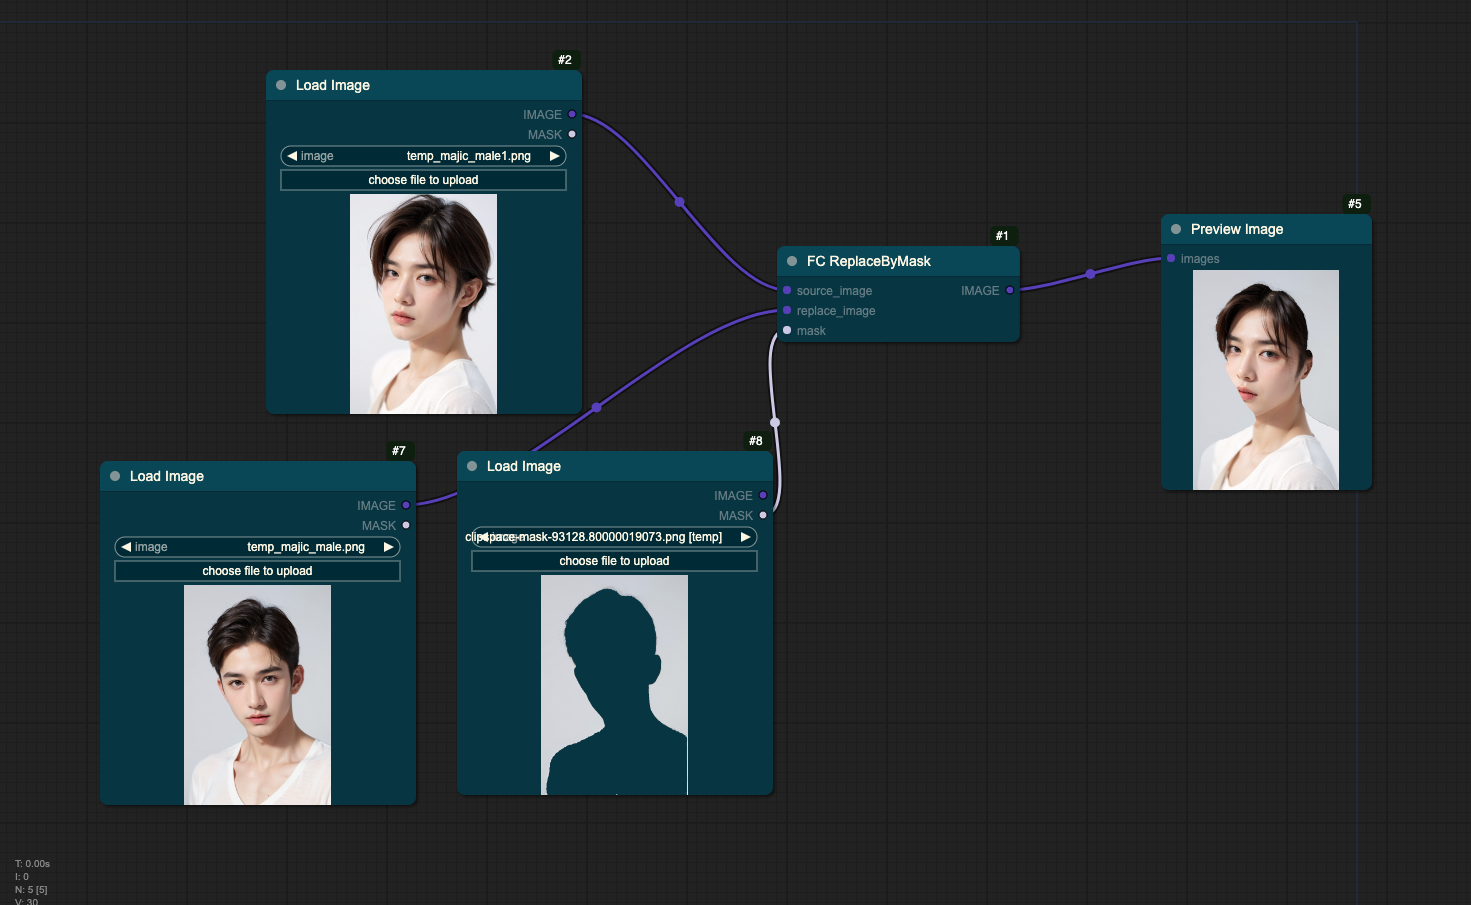 #2
Load Image
IMAGE
MASK
image temp_majic_male1.png
choose file to upload
#1
FC ReplaceByMask
source_image IMAGE
replace_image
mask
#5
Preview Image
images
#7
Load Image
IMAGE
MASK
image temp_majic_male.png
choose file to upload
#8
Load Image
IMAGE
MASK
clipspace-mask-93128.80000019073.png [temp]
choose file to upload
T: 0.00s
I: 0
N: 5 [5]
V: 30